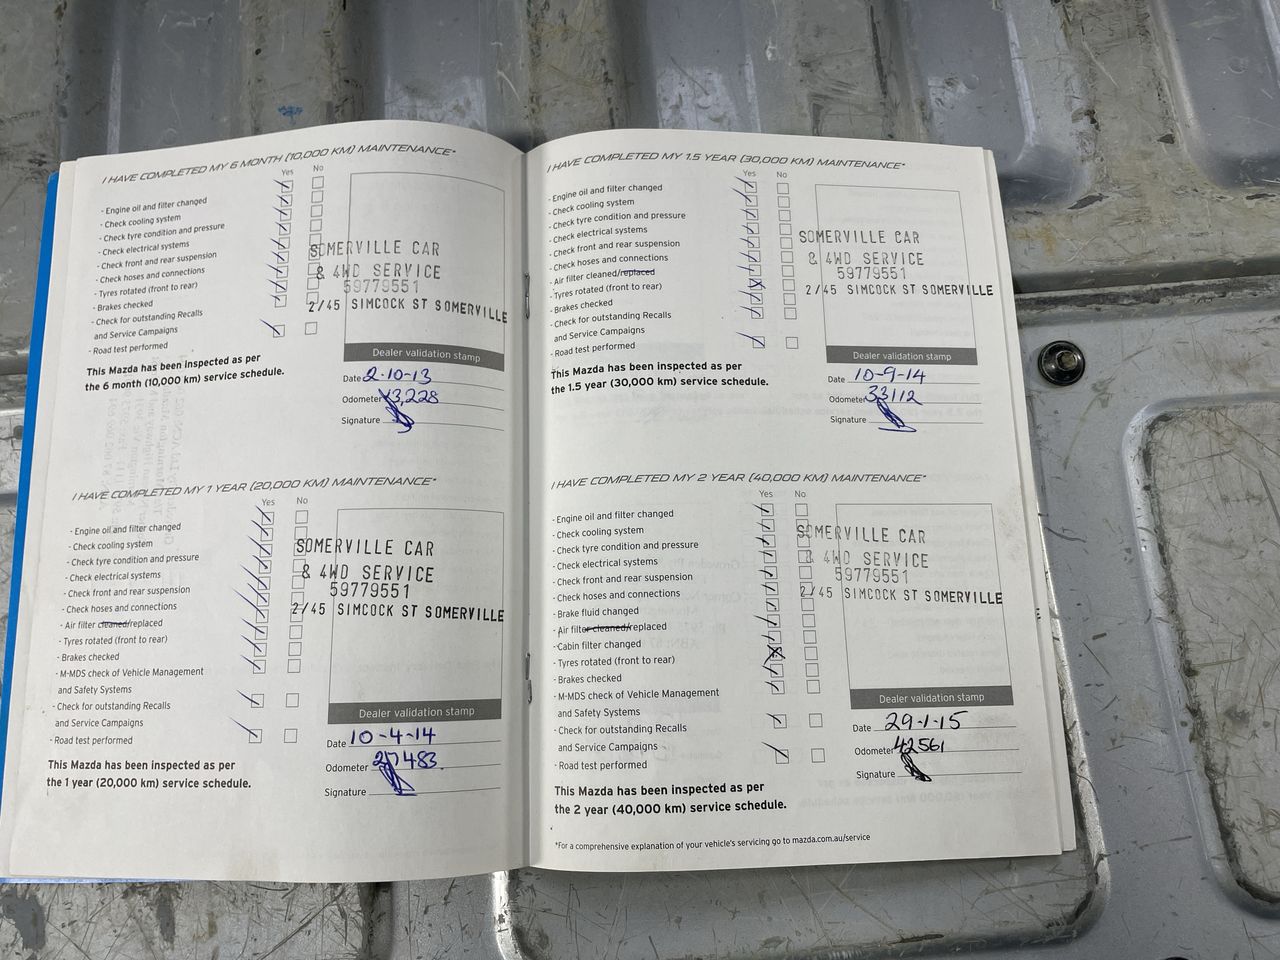 I HAVE COMPLETED MY 6 MONTH (10,000 KM) MAINTENANCE*
Yes No
- Engine oil and filter changed
- Check cooling system
- Check tyre condition and pressure
- Check electrical systems
- Check front and rear suspension
- Check hoses and connections
- Tyres rotated (front to rear)
- Brakes checked
- Check for outstanding Recalls
and Service Campaigns
- Road test performed
This Mazda has been inspected as per
the 6 month (10,000 km) service schedule.
SOMERVILLE CAR
& 4WD SERVICE
59779551
2/45 SIMCOCK ST SOMERVILLE
Dealer validation stamp
Date 2-10-13
Odometer 13,228
Signature
I HAVE COMPLETED MY 1 YEAR (20,000 KM) MAINTENANCE*
Yes No
- Engine oil and filter changed
- Check cooling system
- Check tyre condition and pressure
- Check electrical systems
- Check front and rear suspension
- Check hoses and connections
- Air filter cleaned/replaced
- Tyres rotated (front to rear)
- Brakes checked
- M-MDS check of Vehicle Management
and Safety Systems
- Check for outstanding Recalls
and Service Campaigns
- Road test performed
This Mazda has been inspected as per
the 1 year (20,000 km) service schedule.
SOMERVILLE CAR
& 4WD SERVICE
59779551
2/45 SIMCOCK ST SOMERVILLE
Dealer validation stamp
Date 10-4-14
Odometer 27483
Signature
I HAVE COMPLETED MY 1.5 YEAR (30,000 KM) MAINTENANCE*
Yes No
- Engine oil and filter changed
- Check cooling system
- Check tyre condition and pressure
- Check electrical systems
- Check front and rear suspension
- Check hoses and connections
- Air filter cleaned/replaced
- Tyres rotated (front to rear)
- Brakes checked
- Check for outstanding Recalls
and Service Campaigns
- Road test performed
This Mazda has been inspected as per
the 1.5 year (30,000 km) service schedule.
SOMERVILLE CAR
& 4WD SERVICE
59779551
2/45 SIMCOCK ST SOMERVILLE
Dealer validation stamp
Date 10-9-14
Odometer 33112
Signature
I HAVE COMPLETED MY 2 YEAR (40,000 KM) MAINTENANCE*
Yes No
- Engine oil and filter changed
- Check cooling system
- Check tyre condition and pressure
- Check electrical systems
- Check front and rear suspension
- Check hoses and connections
- Brake fluid changed
- Air filter cleaned/replaced
- Cabin filter changed
- Tyres rotated (front to rear)
- Brakes checked
- M-MDS check of Vehicle Management
and Safety Systems
- Check for outstanding Recalls
and Service Campaigns
- Road test performed
This Mazda has been inspected as per
the 2 year (40,000 km) service schedule.
SOMERVILLE CAR
& 4WD SERVICE
59779551
2/45 SIMCOCK ST SOMERVILLE
Dealer validation stamp
Date 29-1-15
Odometer 42561
Signature
*For a comprehensive explanation of your vehicle's servicing go to mazda.com.au/service